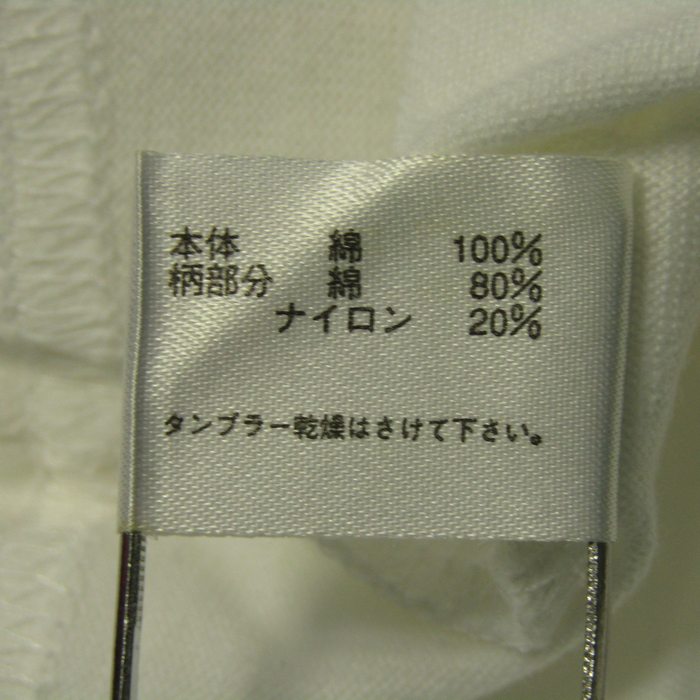 本体 綿 100%
柄部分 綿 80%
ナイロン 20%
タンブラー乾燥はさけて下さい。